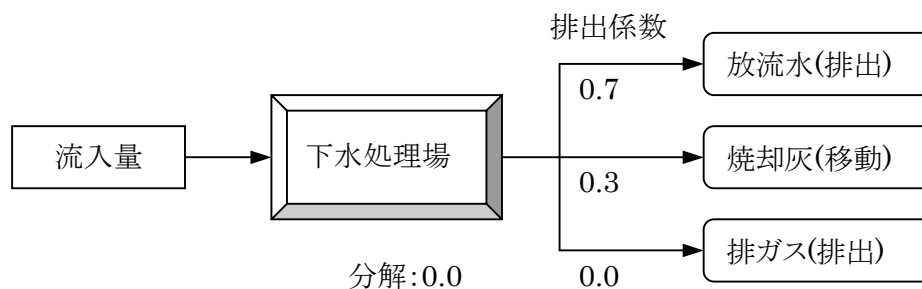 排出係数
放流水(排出)
0.7
流入量
下水処理場
焼却灰(移動)
0.3
排ガス(排出)
分解:0.0
0.0